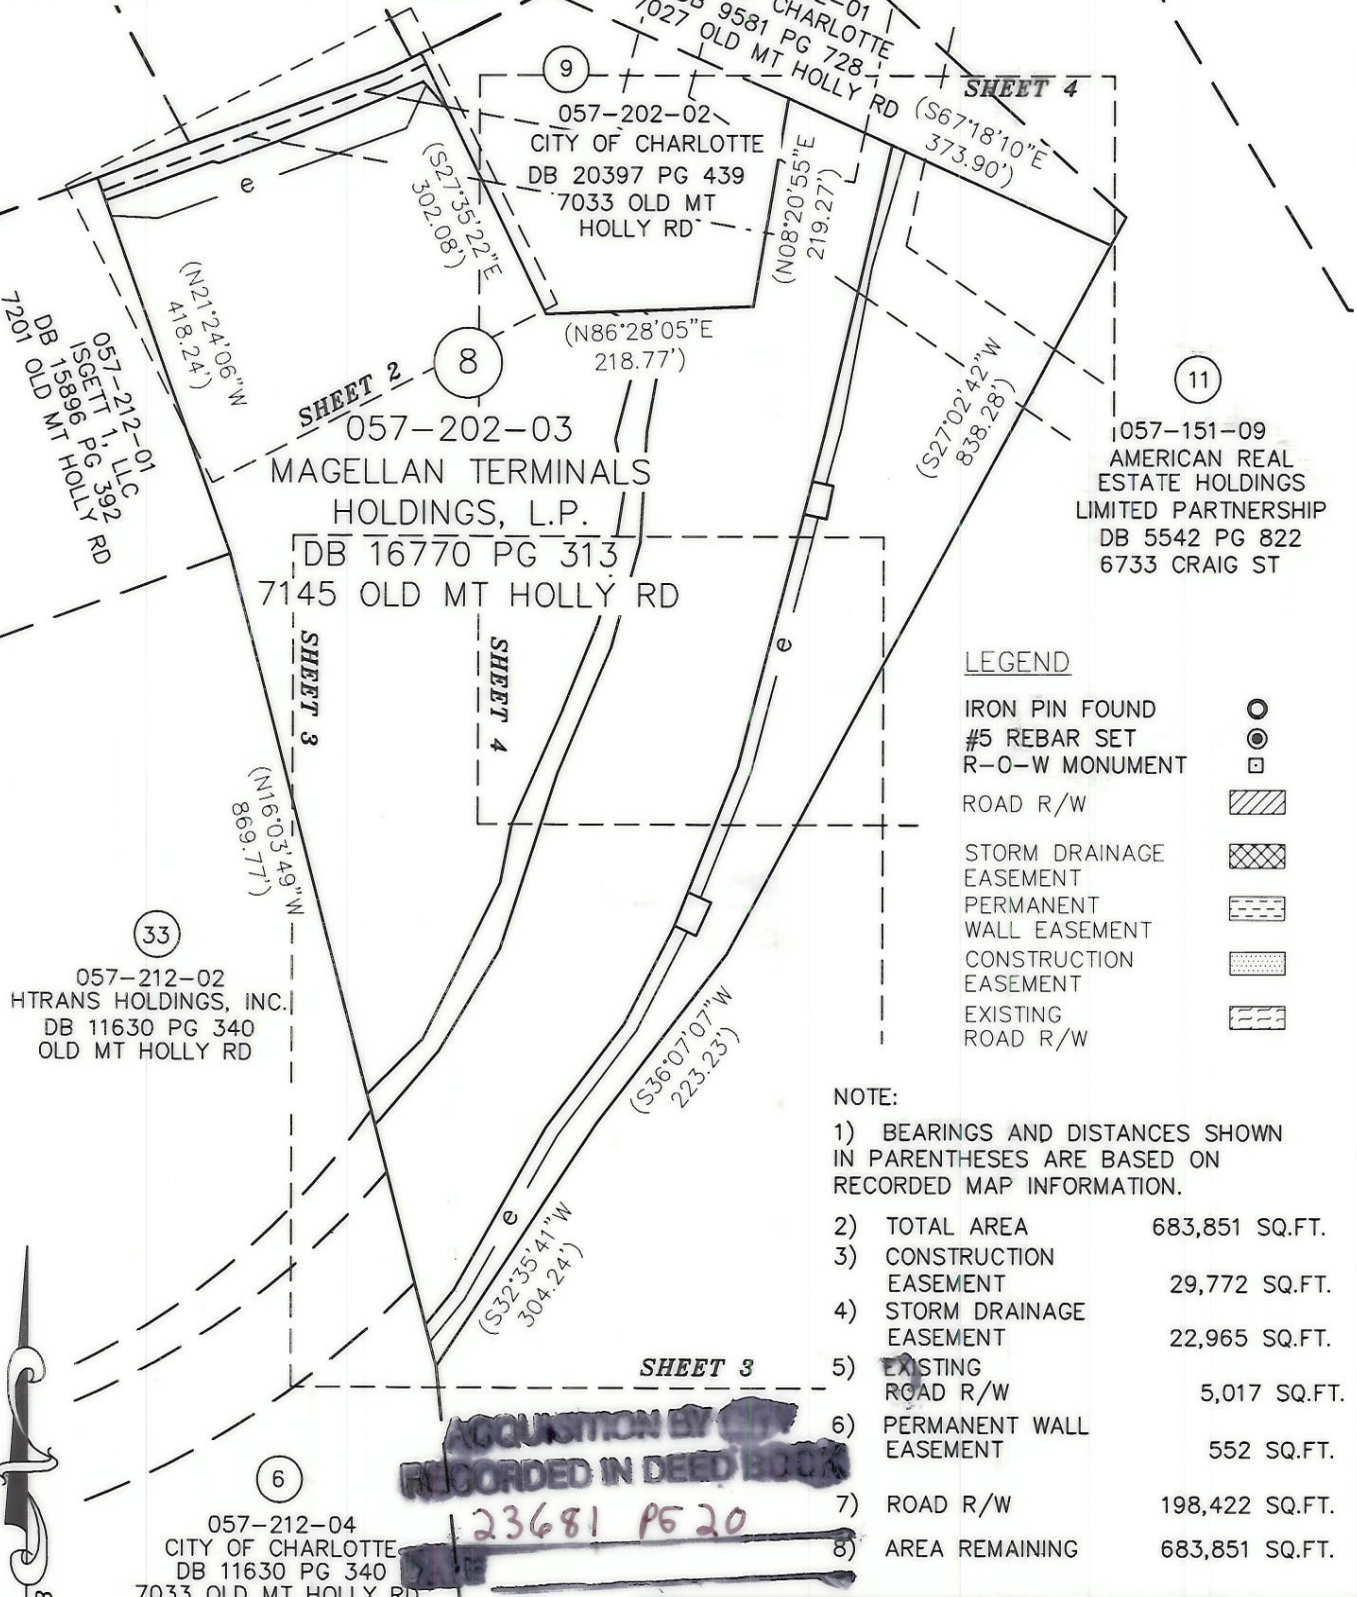 -01
CHARLOTTE
DB 9581 PG 728
7027 OLD MT HOLLY RD
9
057-202-02
CITY OF CHARLOTTE
DB 20397 PG 439
7033 OLD MT
HOLLY RD
SHEET 4
(S67°18'10"E
373.90')
(S27°35'22"E
302.08')
(N08°20'55"E
219.27')
e
(N21°24'06"W
418.24')
(N86°28'05"E
218.77')
8
SHEET 2
057-212-01
ISGETT 1, LLC
DB 15896 PG 392
7201 OLD MT HOLLY RD
057-202-03
MAGELLAN TERMINALS
HOLDINGS, L.P.
DB 16770 PG 313
7145 OLD MT HOLLY RD
(S27°02'42"W
838.28')
11
057-151-09
AMERICAN REAL
ESTATE HOLDINGS
LIMITED PARTNERSHIP
DB 5542 PG 822
6733 CRAIG ST
SHEET 3
SHEET 4
e
LEGEND
IRON PIN FOUND
#5 REBAR SET
R-O-W MONUMENT
ROAD R/W
STORM DRAINAGE
EASEMENT
PERMANENT
WALL EASEMENT
CONSTRUCTION
EASEMENT
EXISTING
ROAD R/W
(N16°03'49"W
869.77')
33
057-212-02
HTRANS HOLDINGS, INC.
DB 11630 PG 340
OLD MT HOLLY RD
(S36°07'07"W
223.23')
e
(S32°35'41"W
304.24')
NOTE:
1) BEARINGS AND DISTANCES SHOWN
IN PARENTHESES ARE BASED ON
RECORDED MAP INFORMATION.
2) TOTAL AREA 683,851 SQ.FT.
3) CONSTRUCTION
EASEMENT 29,772 SQ.FT.
4) STORM DRAINAGE
EASEMENT 22,965 SQ.FT.
5) EXISTING
ROAD R/W 5,017 SQ.FT.
6) PERMANENT WALL
EASEMENT 552 SQ.FT.
7) ROAD R/W 198,422 SQ.FT.
8) AREA REMAINING 683,851 SQ.FT.
SHEET 3
ACQUISITION BY CITY
RECORDED IN DEED BOOK
23681 PG 20
DATE
6
057-212-04
CITY OF CHARLOTTE
DB 11630 PG 340
7033 OLD MT HOLLY RD